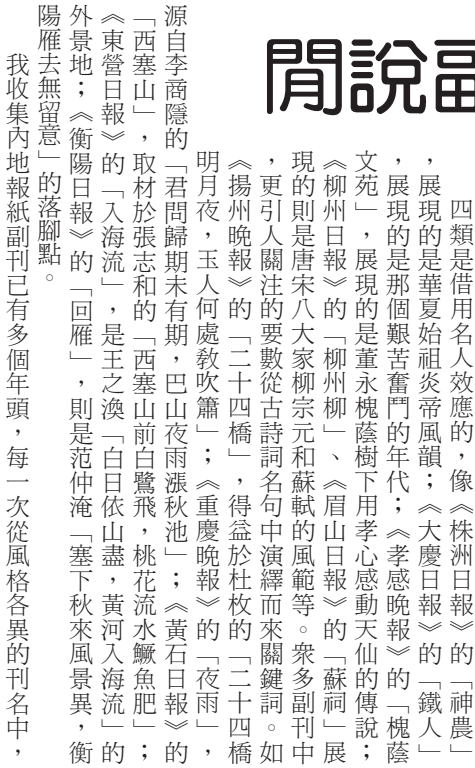 閒說
四類是借用名人效應的，像《株洲日報》的「神農」
，展現的是華夏始祖炎帝風韻；《大慶日報》的「鐵人」
，展現的是那個艱苦奮鬥的年代；《孝感晚報》的「槐蔭
文苑」，展現的是董永槐蔭樹下用孝心感動天仙的傳說；
《柳州日報》的「柳州柳」、《眉山日報》的「蘇祠」展
現的則是唐宋八大家柳宗元和蘇軾的風範等。衆多副刊中
，更引人關注的要數從古詩詞名句中演繹而來關鍵詞。如
《揚州晚報》的「二十四橋」，得益於杜枚的「二十四橋
明月夜，玉人何處教吹簫」；《重慶晚報》的「夜雨」，
源自李商隱的「君問歸期未有期，巴山夜雨漲秋池」；《黃石日報》的
「西塞山」，取材於張志和的「西塞山前白鷺飛，桃花流水鱖魚肥」；
《東營日報》的「入海流」，是王之渙「白日依山盡，黃河入海流」的
外景地；《衡陽日報》的「回雁」，則是范仲淹「塞下秋來風景異，衡
陽雁去無留意」的落腳點。
我收集內地報紙副刊已有多個年頭，每一次從風格各異的刊名中，